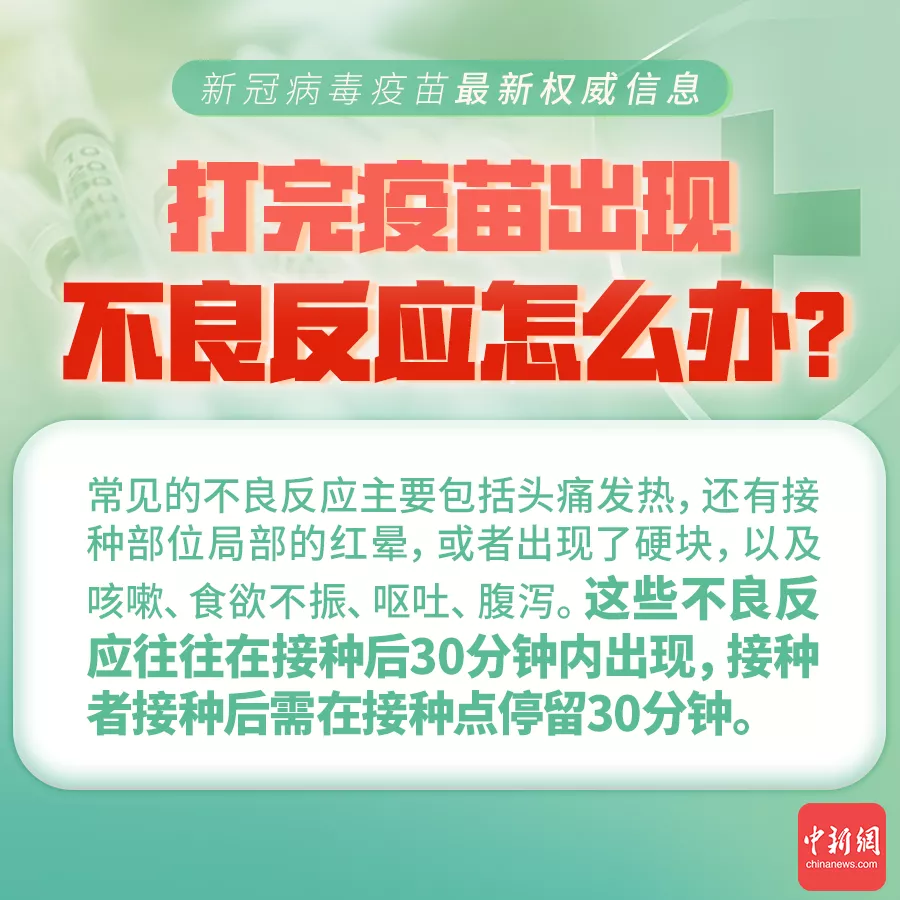 新冠病毒疫苗最新权威信息
打完疫苗出现
不良反应怎么办?
常见的不良反应主要包括头痛发热,还有接
种部位局部的红晕,或者出现了硬块,以及
咳嗽、食欲不振、呕吐、腹泻。这些不良反
应往往在接种后30分钟内出现,接种
者接种后需在接种点停留30分钟。
10
20
30
40
中新網
chinanews.com